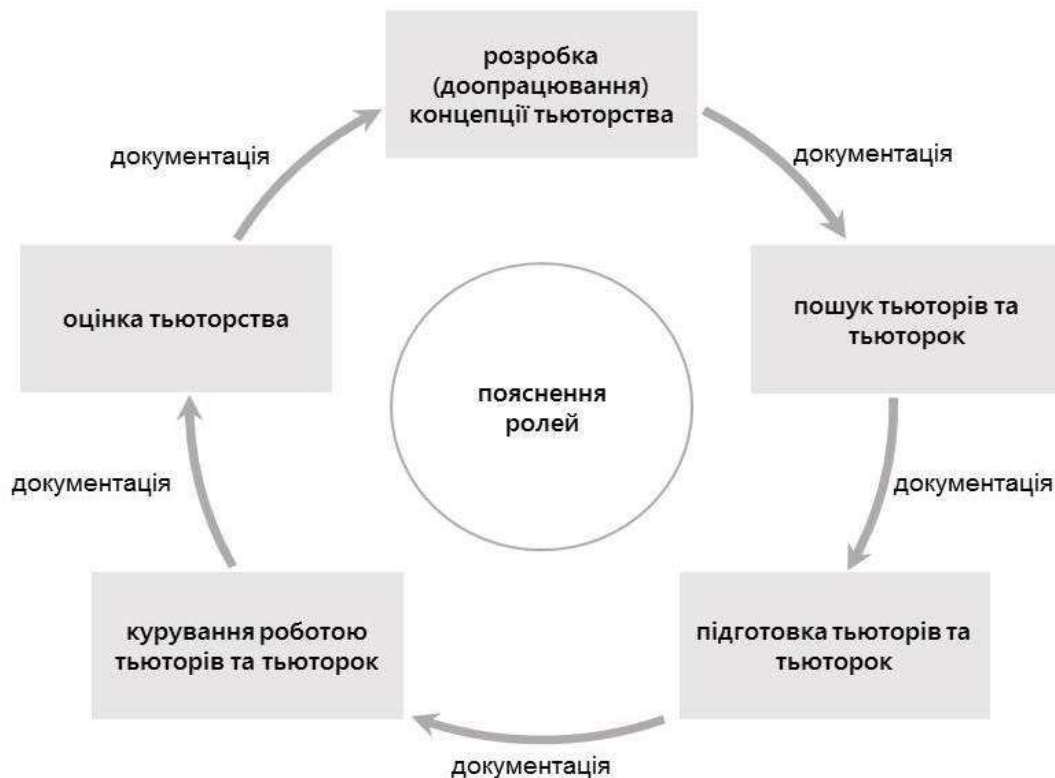 розробка
(доопрацювання)
концепції тьюторства
документація
документація
оцінка тьюторства
пошук тьюторів та
тьюторок
пояснення
ролей
документація
документація
курування роботою
тьюторів та тьюторок
підготовка тьюторів та
тьюторок
документація